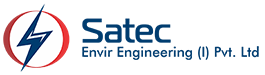 Satec
Envir Engineering (I) Pvt. Ltd